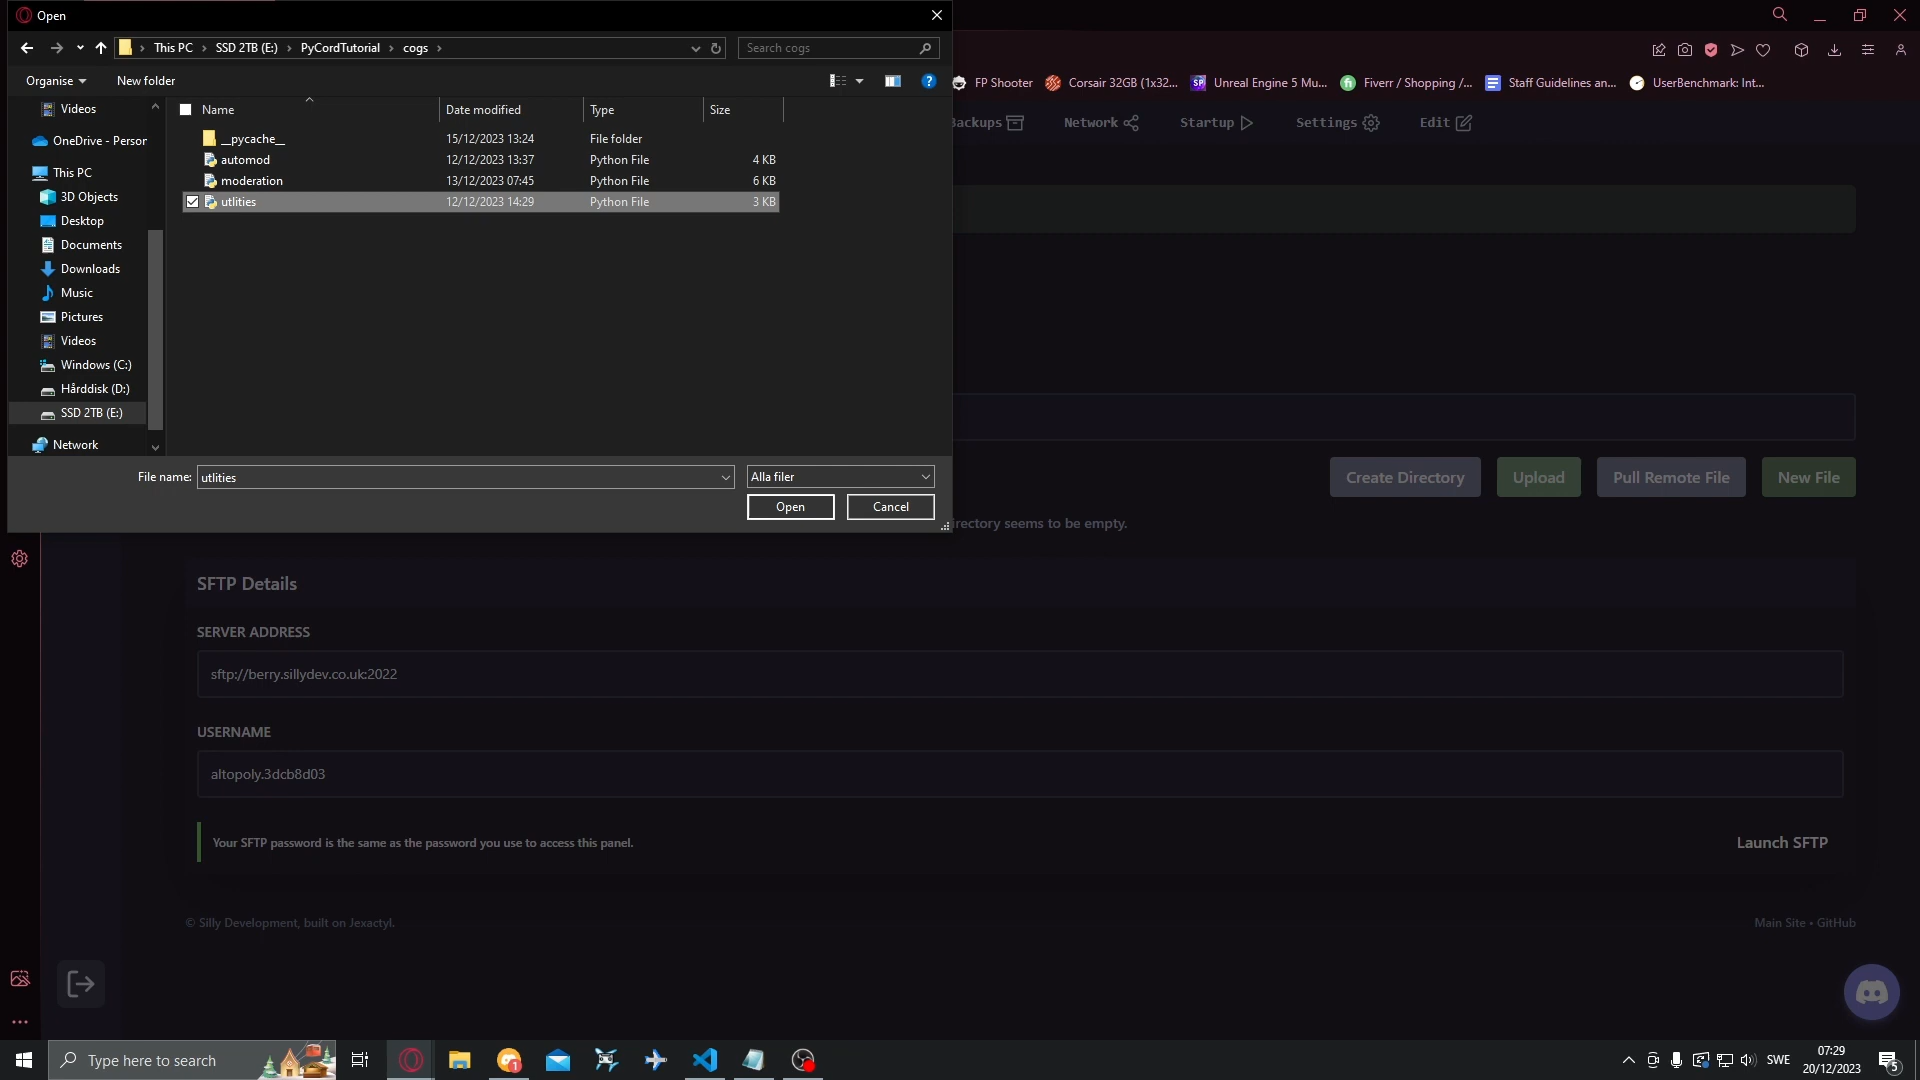 Open
This PC > SSD 2TB (E:) > PyCordTutorial > cogs >
Search cogs
Organise
New folder
FP Shooter
Corsair 32GB (1x32...
Unreal Engine 5 Mu...
Fiverr / Shopping /...
Staff Guidelines an...
UserBenchmark: Int...
Backups
Network
Startup
Settings
Edit
Videos
OneDrive - Person
This PC
3D Objects
Desktop
Documents
Downloads
Music
Pictures
Videos
Windows (C:)
Hårddisk (D:)
SSD 2TB (E:)
Network
Name Date modified Type Size
__pycache__ 15/12/2023 13:24 File folder
automod 12/12/2023 13:37 Python File 4 KB
moderation 13/12/2023 07:45 Python File 6 KB
utlities 12/12/2023 14:29 Python File 3 KB
File name: utlities
Alla filer
Open
Cancel
Create Directory
Upload
Pull Remote File
New File
irectory seems to be empty.
SFTP Details
SERVER ADDRESS
sftp://berry.sillydev.co.uk:2022
USERNAME
altopoly.3dcb8d03
Your SFTP password is the same as the password you use to access this panel.
Launch SFTP
© Silly Development, built on Jexactyl.
Main Site • GitHub
Type here to search
1
SWE
07:29
20/12/2023
5